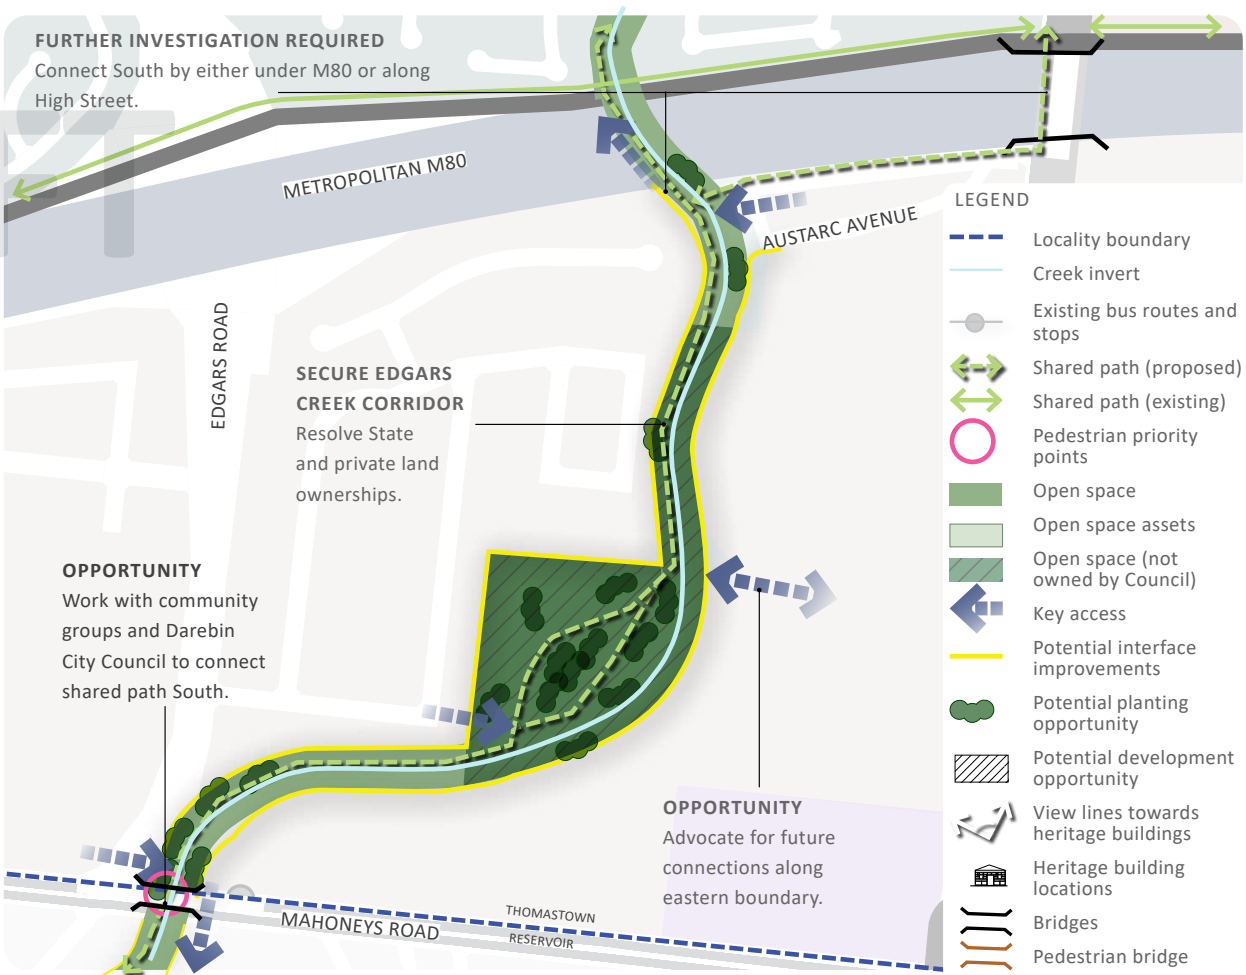 FURTHER INVESTIGATION REQUIRED
Connect South by either under M80 or along
High Street.
METROPOLITAN M80
AUSTARC AVENUE
EDGARS ROAD
SECURE EDGARS
CREEK CORRIDOR
Resolve State
and private land
ownerships.
OPPORTUNITY
Work with community
groups and Darebin
City Council to connect
shared path South.
OPPORTUNITY
Advocate for future
connections along
eastern boundary.
MAHONEYS ROAD
THOMASTOWN
RESERVOIR
LEGEND
Locality boundary
Creek invert
Existing bus routes and
stops
Shared path (proposed)
Shared path (existing)
Pedestrian priority
points
Open space
Open space assets
Open space (not
owned by Council)
Key access
Potential interface
improvements
Potential planting
opportunity
Potential development
opportunity
View lines towards
heritage buildings
Heritage building
locations
Bridges
Pedestrian bridge